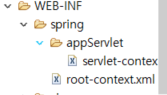 WEB-INF
spring
appServlet
servlet-contex
root-context.xml